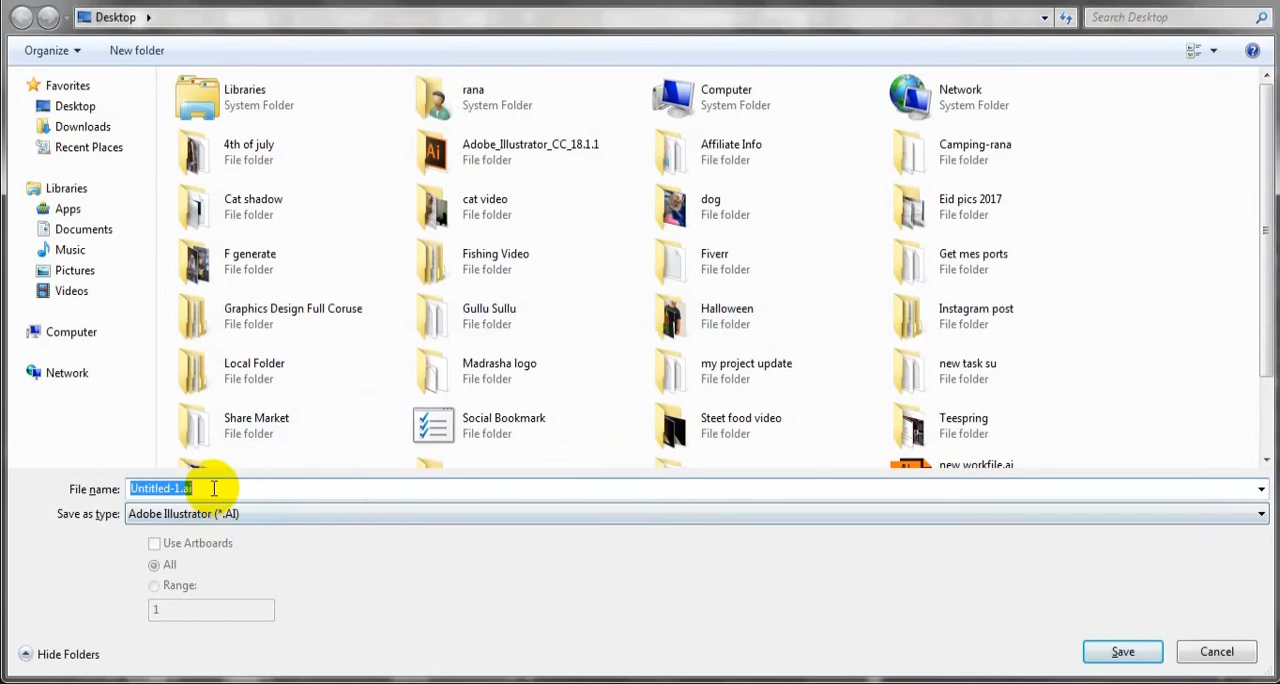 Desktop
Search Desktop
Organize
New folder
Favorites
Desktop
Downloads
Recent Places
Libraries
Apps
Documents
Music
Pictures
Videos
Computer
Network
Libraries
System Folder
rana
System Folder
Computer
System Folder
Network
System Folder
4th of july
File folder
Adobe_Illustrator_CC_18.1.1
Affiliate Info
File folder
Camping-rana
File folder
Cat shadow
File folder
cat video
File folder
dog
File folder
Eid pics 2017
File folder
F generate
File folder
Fishing Video
File folder
Fiverr
File folder
Get mes ports
File folder
Graphics Design Full Coruse
File folder
Gullu Sullu
File folder
Halloween
File folder
Instagram post
File folder
Local Folder
File folder
Madrasha logo
File folder
my project update
File folder
new task su
File folder
Share Market
File folder
Social Bookmark
File folder
Steet food video
File folder
Teespring
File folder
new workfile.ai
File name: Untitled-1.ai
Save as type: Adobe Illustrator (*.AI)
Use Artboards
All
Range:
1
Hide Folders
Save
Cancel